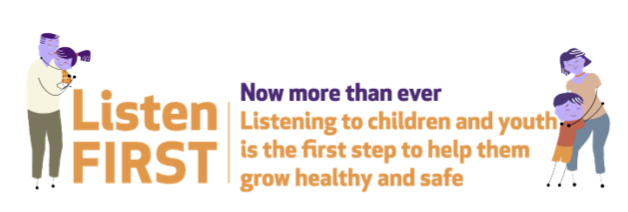 Listen
FIRST
Now more than ever
Listening to children and youth
is the first step to help them
grow healthy and safe